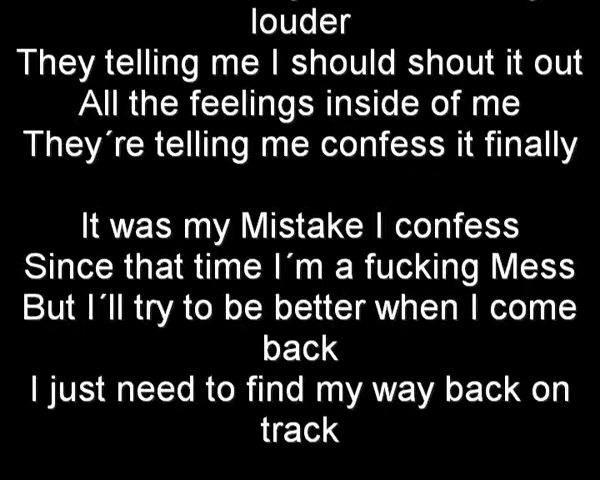 louder
They telling me I should shout it out
All the feelings inside of me
They´re telling me confess it finally
It was my Mistake I confess
Since that time I´m a fucking Mess
But I´ll try to be better when I come
back
I just need to find my way back on
track